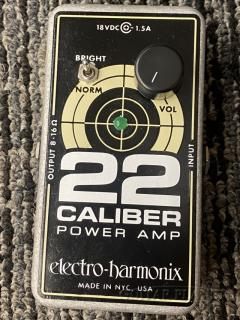 18VDC 1.5A
BRIGHT
NORM
VOL
OUTPUT 8-16Ω
INPUT
22
CALIBER
POWER AMP
electro-harmonix
MADE IN NYC, USA